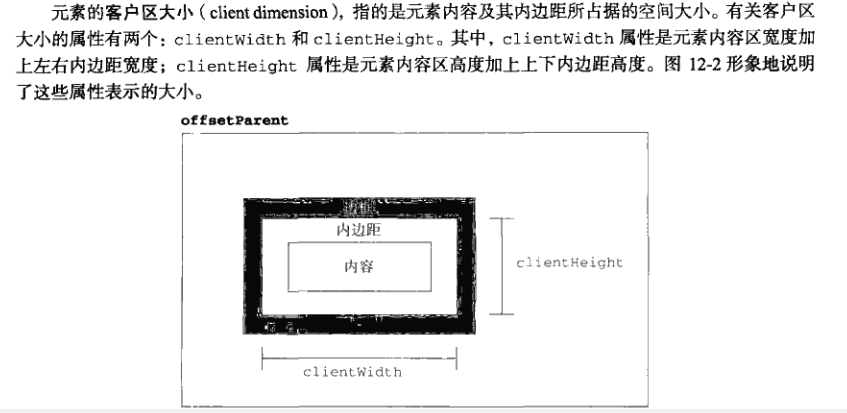 元素的客户区大小（client dimension），指的是元素内容及其内边距所占据的空间大小。有关客户区
大小的属性有两个：clientWidth 和 clientHeight。其中，clientWidth 属性是元素内容区宽度加
上左右内边距宽度；clientHeight 属性是元素内容区高度加上上下内边距高度。图 12-2 形象地说明
了这些属性表示的大小。
offsetParent
内边距
内容
clientHeight
clientWidth